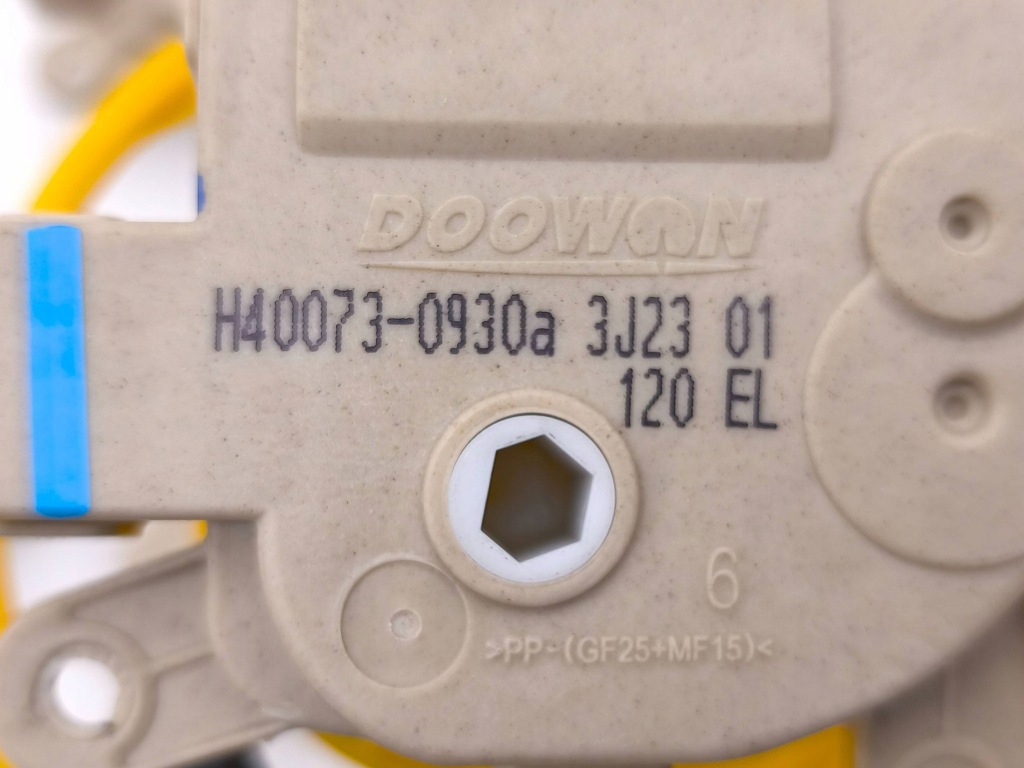 DOOWON
H40073-0930a 3J23 01
120 EL
6
>PP-(GF25+MF15)<